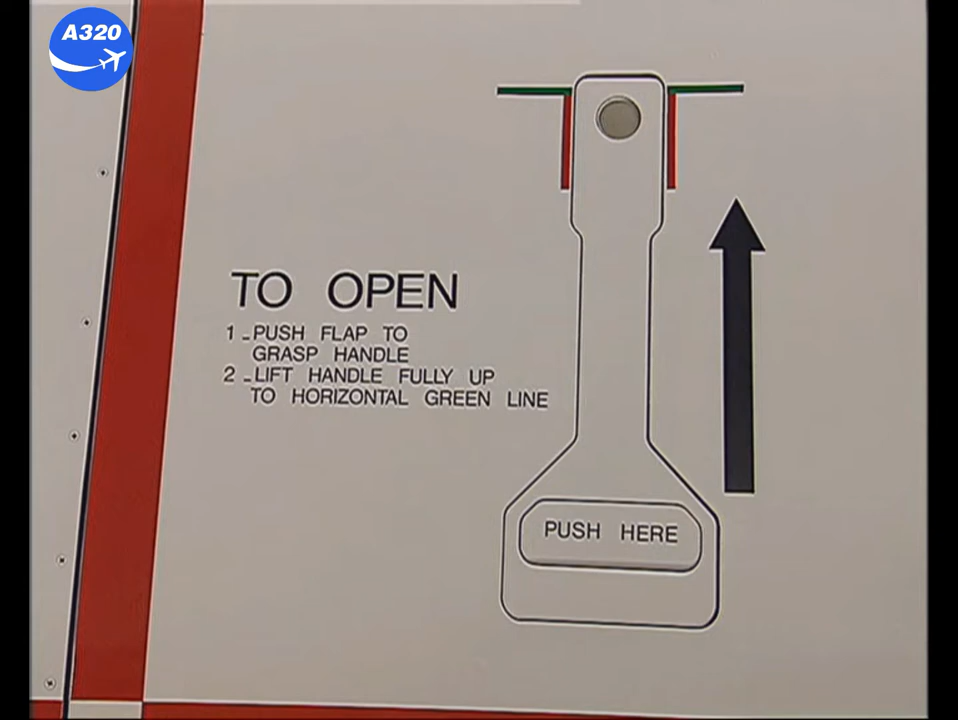 A320
TO OPEN
1 - PUSH FLAP TO
GRASP HANDLE
2 - LIFT HANDLE FULLY UP
TO HORIZONTAL GREEN LINE
PUSH HERE